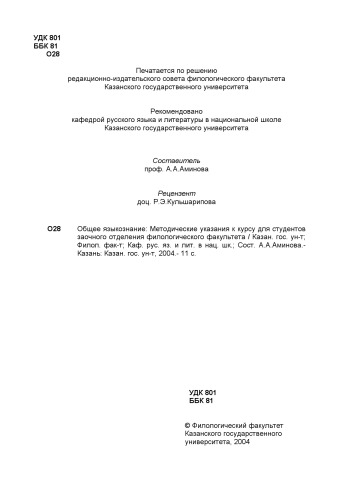 УДК 801
ББК 81
О28
Печатается по решению
редакционно-издательского совета филологического факультета
Казанского государственного университета
Рекомендовано
кафедрой русского языка и литературы в национальной школе
Казанского государственного университета
Составитель
проф. А.А.Аминова
Рецензент
доц. Р.Э.Кульшарипова
О28 Общее языкознание: Методические указания к курсу для студентов
заочного отделения филологического факультета / Казан. гос. ун-т;
Филол. фак-т; Каф. рус. яз. и лит. в нац. шк.; Сост. А.А.Аминова.-
Казань: Казан. гос. ун-т, 2004.- 11 с.
УДК 801
ББК 81
© Филологический факультет
Казанского государственного
университета, 2004